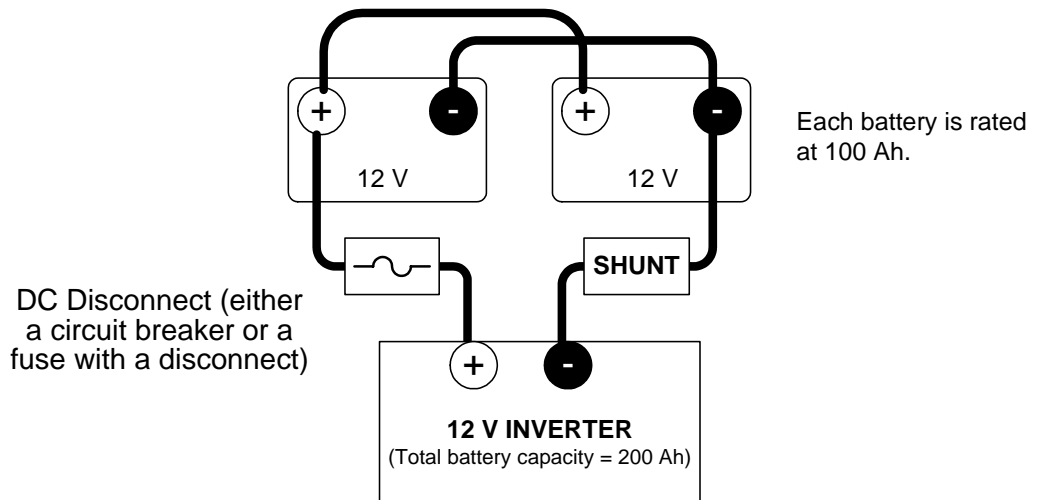 +
-
+
-
12 V
12 V
Each battery is rated
at 100 Ah.
SHUNT
DC Disconnect (either
a circuit breaker or a
fuse with a disconnect)
+
-
12 V INVERTER
(Total battery capacity = 200 Ah)